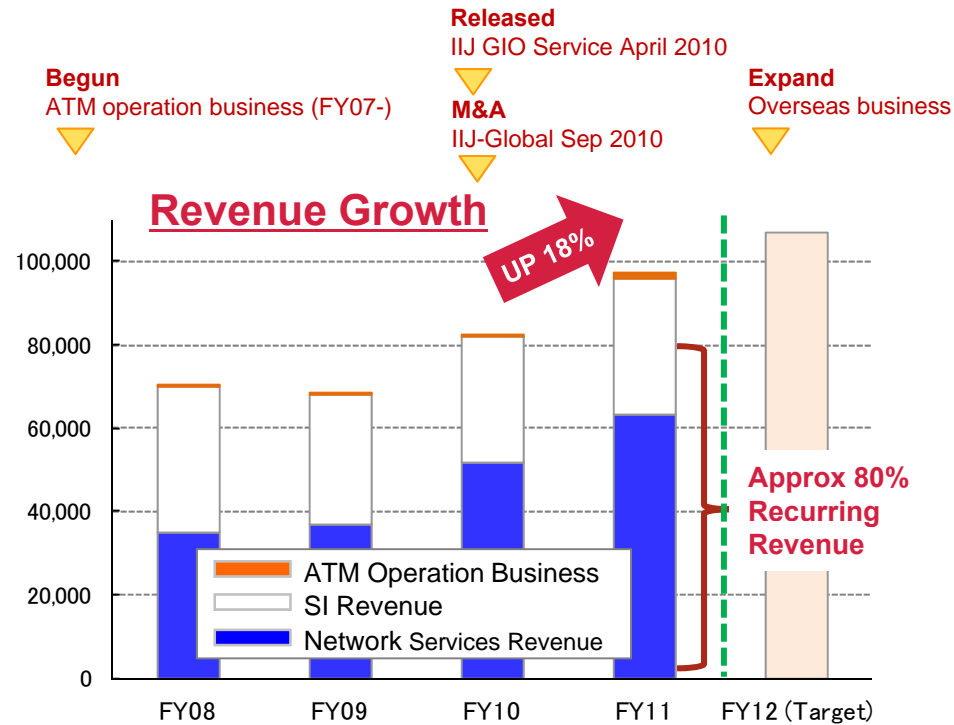 Released
IIJ GIO Service April 2010
Begun
ATM operation business (FY07-)
M&A
IIJ-Global Sep 2010
Expand
Overseas business
Revenue Growth
UP 18%
100,000
80,000
60,000
40,000
20,000
0
Approx 80%
Recurring
Revenue
ATM Operation Business
SI Revenue
Network Services Revenue
FY08
FY09
FY10
FY11
FY12 (Target)